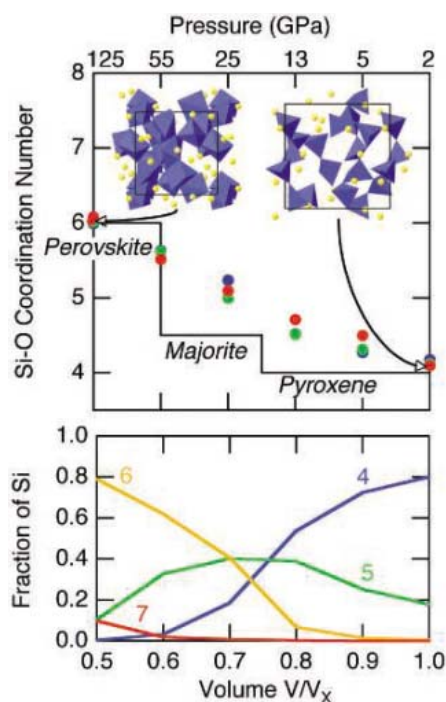 Pressure (GPa)
125 55 25 13 5 2
8
7
6
5
4
Si-O Coordination Number
Perovskite
Majorite
Pyroxene
1.0
0.8
0.6
0.4
0.2
0.0
Fraction of Si
6
4
5
7
0.5 0.6 0.7 0.8 0.9 1.0
Volume V/Vₓ